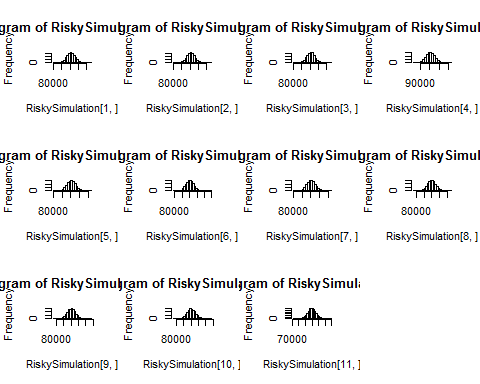 gram of RiskySimul
gram of RiskySimul
gram of RiskySimul
gram of RiskySimul
Frequency
0
80000
RiskySimulation[1, ]
Frequency
0
80000
RiskySimulation[2, ]
Frequency
0
80000
RiskySimulation[3, ]
Frequency
0
90000
RiskySimulation[4, ]
gram of RiskySimul
gram of RiskySimul
gram of RiskySimul
gram of RiskySimul
Frequency
0
80000
RiskySimulation[5, ]
Frequency
0
80000
RiskySimulation[6, ]
Frequency
0
80000
RiskySimulation[7, ]
Frequency
0
80000
RiskySimulation[8, ]
gram of RiskySimul
gram of RiskySimul
gram of RiskySimula
Frequency
0
80000
RiskySimulation[9, ]
Frequency
0
80000
RiskySimulation[10, ]
Frequency
0
70000
RiskySimulation[11, ]